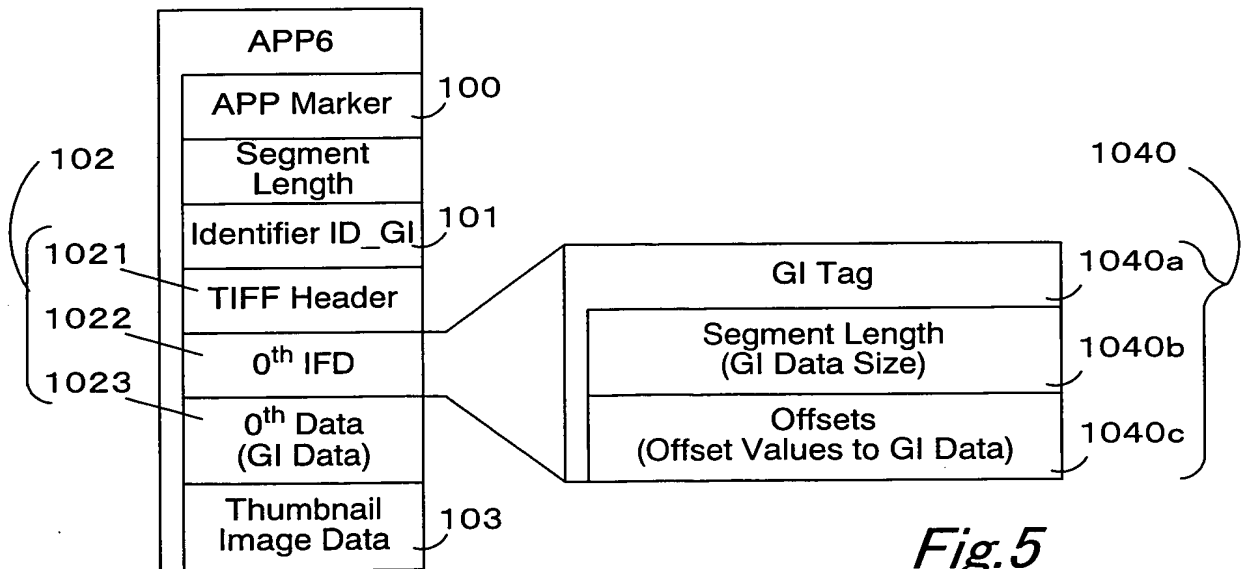 APP6
APP Marker
100
Segment
Length
102
Identifier ID_GI
101
1021
TIFF Header
1022
0th IFD
1023
0th Data
(GI Data)
Thumbnail
Image Data
103
1040
GI Tag
1040a
Segment Length
(GI Data Size)
1040b
Offsets
(Offset Values to GI Data)
1040c
Fig.5